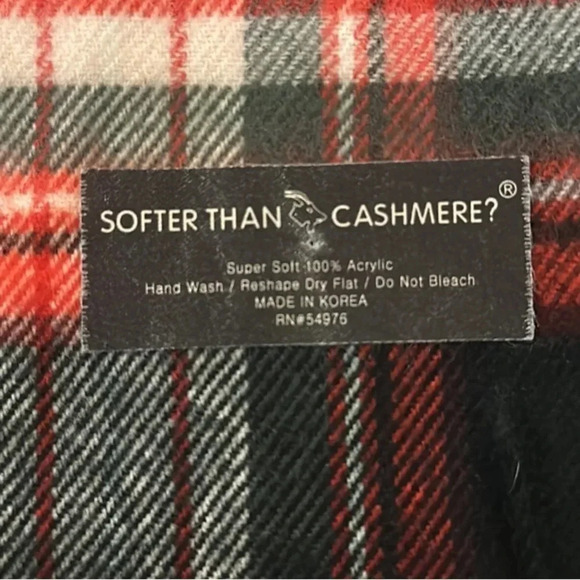 SOFTER THAN CASHMERE?®
Super Soft 100% Acrylic
Hand Wash / Reshape Dry Flat / Do Not Bleach
MADE IN KOREA
RN#54976